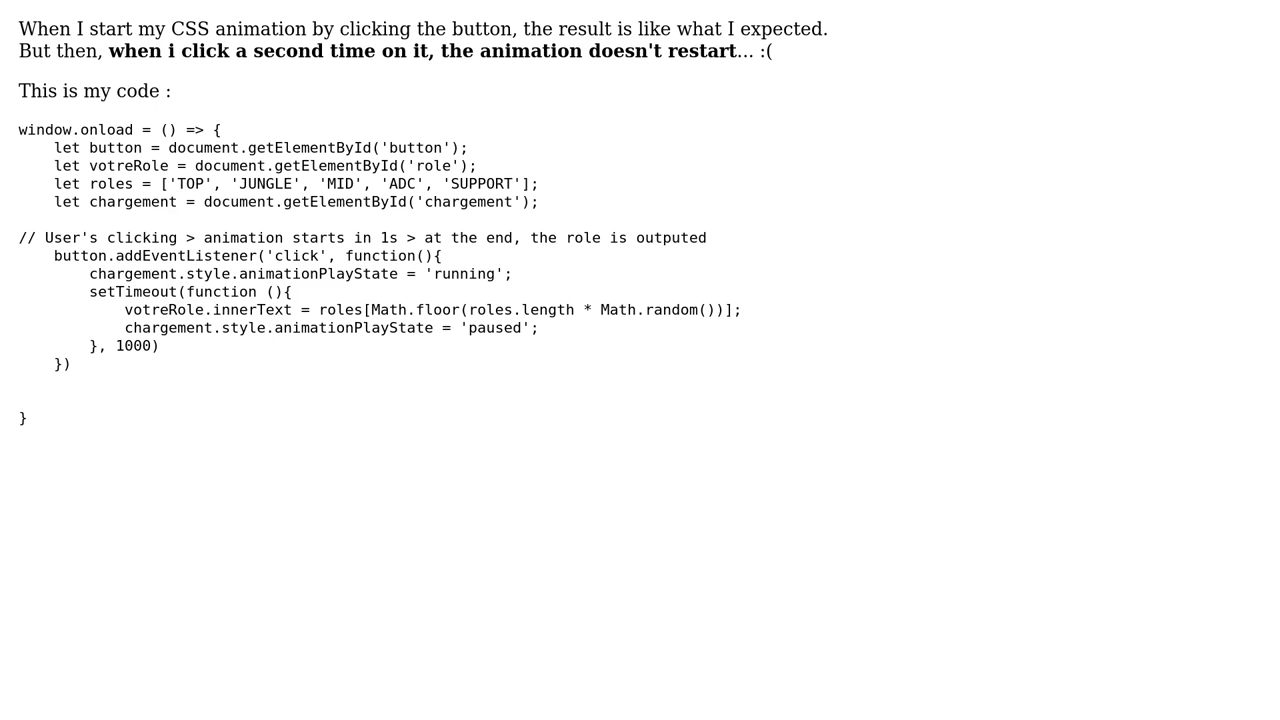 When I start my CSS animation by clicking the button, the result is like what I expected.
But then, when i click a second time on it, the animation doesn't restart... :(
This is my code :
window.onload = () => {
    let button = document.getElementById('button');
    let votreRole = document.getElementById('role');
    let roles = ['TOP', 'JUNGLE', 'MID', 'ADC', 'SUPPORT'];
    let chargement = document.getElementById('chargement');
// User's clicking > animation starts in 1s > at the end, the role is outputed
    button.addEventListener('click', function(){
        chargement.style.animationPlayState = 'running';
        setTimeout(function (){
            votreRole.innerText = roles[Math.floor(roles.length * Math.random())];
            chargement.style.animationPlayState = 'paused';
        }, 1000)
    })
}